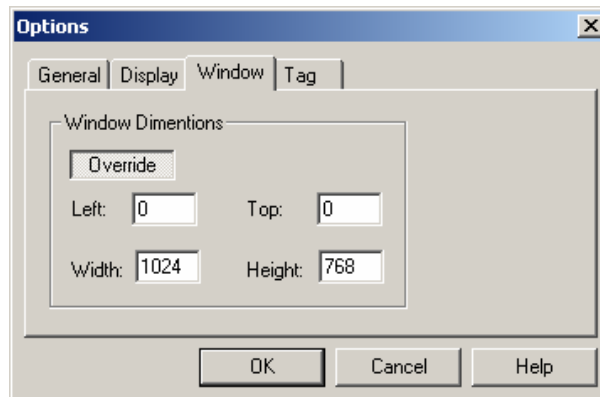 Options
General Display Window Tag
Window Dimentions
Override
Left: 0 Top: 0
Width: 1024 Height: 768
OK Cancel Help